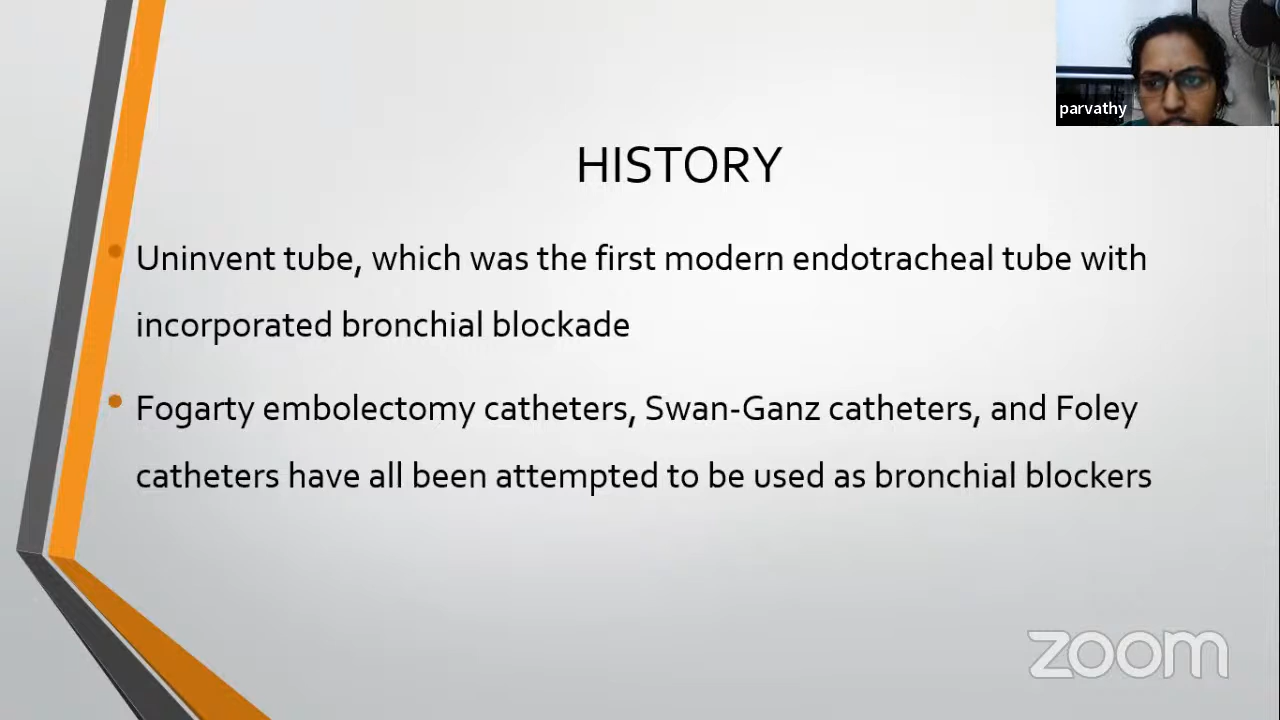 parvathy
HISTORY
• Uninvent tube, which was the first modern endotracheal tube with
incorporated bronchial blockade
• Fogarty embolectomy catheters, Swan-Ganz catheters, and Foley
catheters have all been attempted to be used as bronchial blockers
zoom